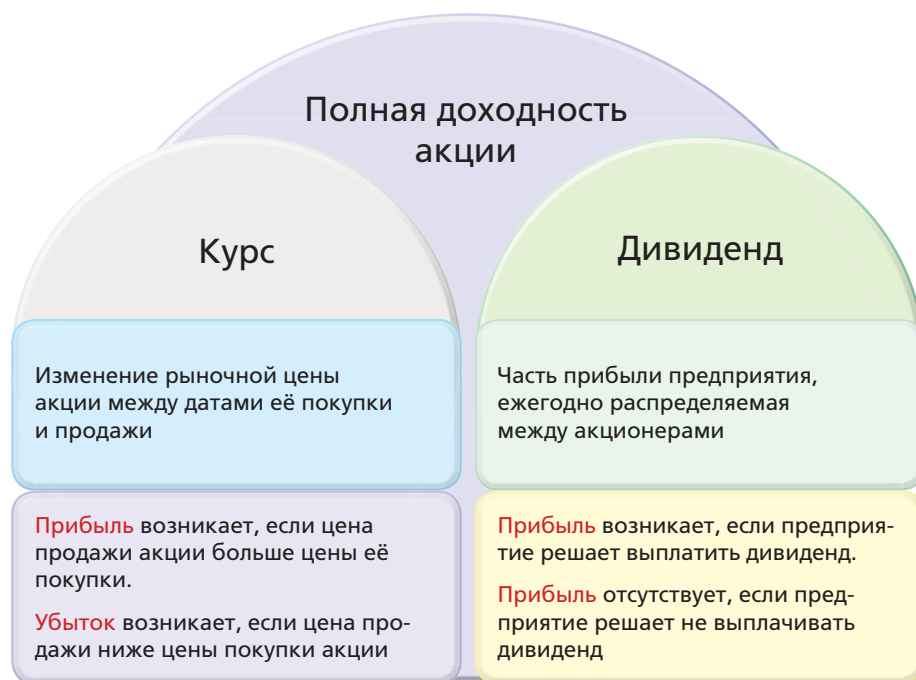 Полная доходность
акции
Курс
Изменение рыночной цены
акции между датами её покупки
и продажи
Прибыль возникает, если цена
продажи акции больше цены её
покупки.
Убыток возникает, если цена про-
дажи ниже цены покупки акции
Дивиденд
Часть прибыли предприятия,
ежегодно распределяемая
между акционерами
Прибыль возникает, если предприя-
тие решает выплатить дивиденд.
Прибыль отсутствует, если пред-
приятие решает не выплачивать
дивиденд